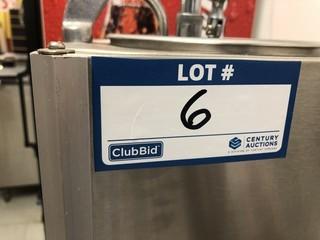 LOT #
6
ClubBid
CENTURY
AUCTIONS